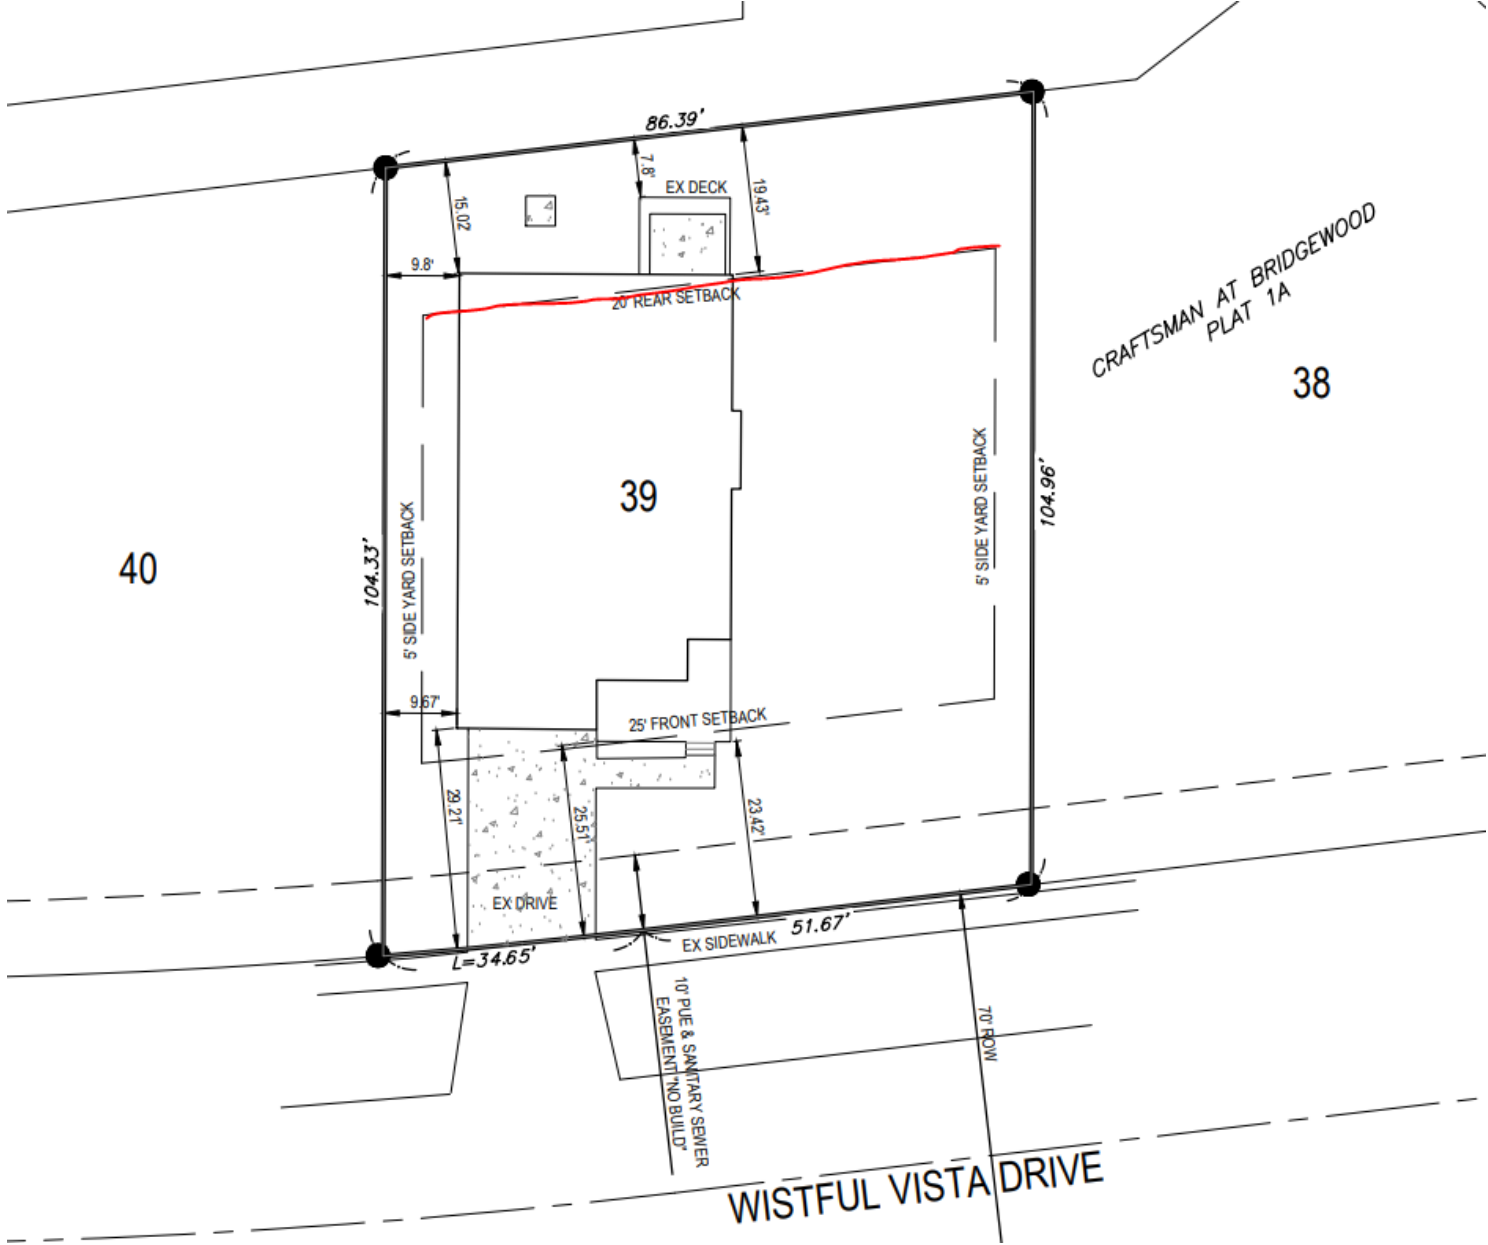 86.39'
7.8'
EX DECK
19.43'
15.02'
9.8'
20' REAR SETBACK
CRAFTSMAN AT BRIDGEWOOD
PLAT 1A
38
39
40
5' SIDE YARD SETBACK
5' SIDE YARD SETBACK
104.33'
104.96'
9.67'
25' FRONT SETBACK
29.21'
25.51'
23.42'
EX DRIVE
L=34.65'
EX SIDEWALK
51.67'
10' PUE & SANITARY SEWER
EASEMENT "NO BUILD"
70' ROW
WISTFUL VISTA DRIVE